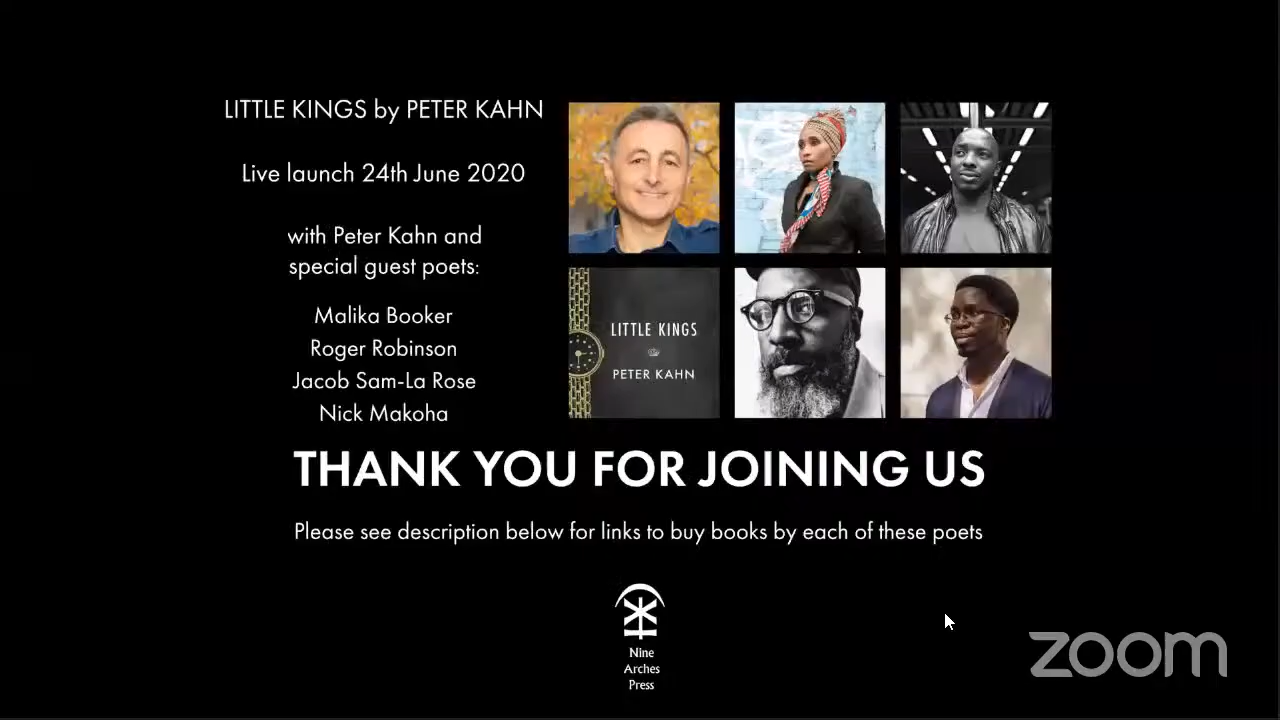 LITTLE KINGS by PETER KAHN
Live launch 24th June 2020
with Peter Kahn and
special guest poets:
Malika Booker
Roger Robinson
Jacob Sam-La Rose
Nick Makoha
LITTLE KINGS
PETER KAHN
THANK YOU FOR JOINING US
Please see description below for links to buy books by each of these poets
Nine
Arches
Press
zoom